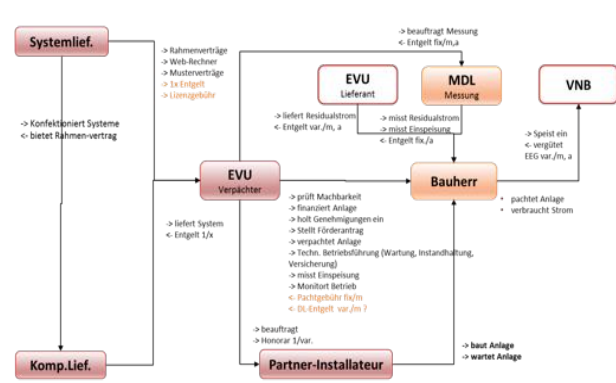 Systemlief.
-> Rahmenverträge
-> Web-Rechner
-> Musterverträge
-> 1x Entgelt
-> Lizenzgebühr
-> beauftragt Messung
<- Entgelt fix/m,a
EVU
Lieferant
MDL
Messung
VNB
-> Konfektioniert Systeme
<- bietet Rahmen-vertrag
-> liefert Residualstrom
<- Entgelt var./m, a
-> misst Residualstrom
-> misst Einspeisung
<- Entgelt fix./a
-> Speist ein
<- vergütet
EEG var./m, a
EVU
Verpächter
Bauherr
• pachtet Anlage
• verbraucht Strom
-> liefert System
<- Entgelt 1/x
-> prüft Machbarkeit
-> finanziert Anlage
-> holt Genehmigungen ein
-> Stellt Förderantrag
-> verpachtet Anlage
-> Techn. Betriebsführung (Wartung, Instandhaltung,
Versicherung)
-> misst Einspeisung
-> Monitort Betrieb
<- Pachtgebühr fix/m
<- DL-Entgelt var./m ?
-> beauftragt
-> Honorar 1/var.
Komp.Lief.
Partner-Installateur
-> baut Anlage
-> wartet Anlage